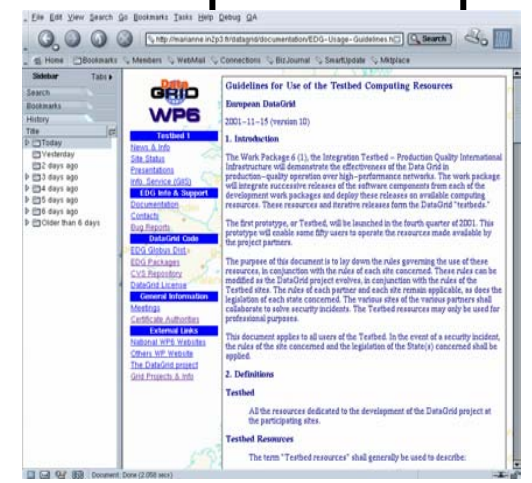 File Edit View Search Go Bookmarks Tasks Help Debug QA
http://marianne.in2p3.fr/datagrid/documentation/EDG-Usage-Guidelines Search
Home Bookmarks Members WebMail Connections BizJournal SmartUpdate Mktplace
Sidebar Tabs
Search
Bookmarks
History
Title
Today
Yesterday
2 days ago
3 days ago
4 days ago
5 days ago
6 days ago
Older than 6 days
Data
GRID
WP6
Testbed 1
News & Info
Site Status
Presentations
Info. Service (GIIS)
EDG Info & Support
Documentation
Contacts
Bug Reports
DataGrid Code
EDG Globus Dist.
EDG Packages
CVS Repository
DataGrid License
General Information
Meetings
Certificate Authorities
External Links
National WP6 Websites
Others WP Website
The DataGrid project
Grid Projects & Info
Guidelines for Use of the Testbed Computing Resources
European DataGrid
2001-11-15 (version 10)
1. Introduction
The Work Package 6 (1), the Integration Testbed – Production Quality International
Infrastructure will demonstrate the effectiveness of the Data Grid in
production-quality operation over high-performance networks. The work package
will integrate successive releases of the software components from each of the
development work packages and deploy these releases on available computing
resources. These resources and iterative releases form the DataGrid "testbeds."
The first prototype, or Testbed, will be launched in the fourth quarter of 2001. This
prototype will enable some fifty users to operate the resources made available by
the project partners.
The purpose of this document is to lay down the rules governing the use of these
resources, in conjunction with the rules of each site concerned. These rules can be
modified as the DataGrid project evolves, in conjunction with the rules of the
Testbed sites. The rules of each partner and each site remain applicable, as does the
legislation of each state concerned. The various sites of the various partners shall
collaborate to solve security incidents. The Testbed resources may only be used for
professional purposes.
This document applies to all users of the Testbed. In the event of a security incident,
the rules of the site concerned and the legislation of the State(s) concerned shall be
applied.
2. Definitions
Testbed
All the resources dedicated to the development of the DataGrid project at
the participating sites.
Testbed Resources
The term "Testbed resources" shall generally be used to describe:
Document: Done (2.058 secs)